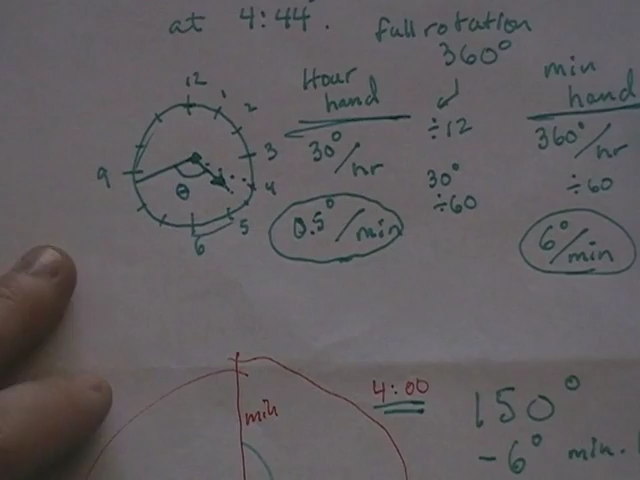 at 4:44.
full rotation
360°
12
1
2
3
4
5
6
9
θ
Hour
hand
30°/hr
0.5°/min
÷12
30°
÷60
min
hand
360°/hr
÷60
6°/min
min
4:00
150°
-6° min.